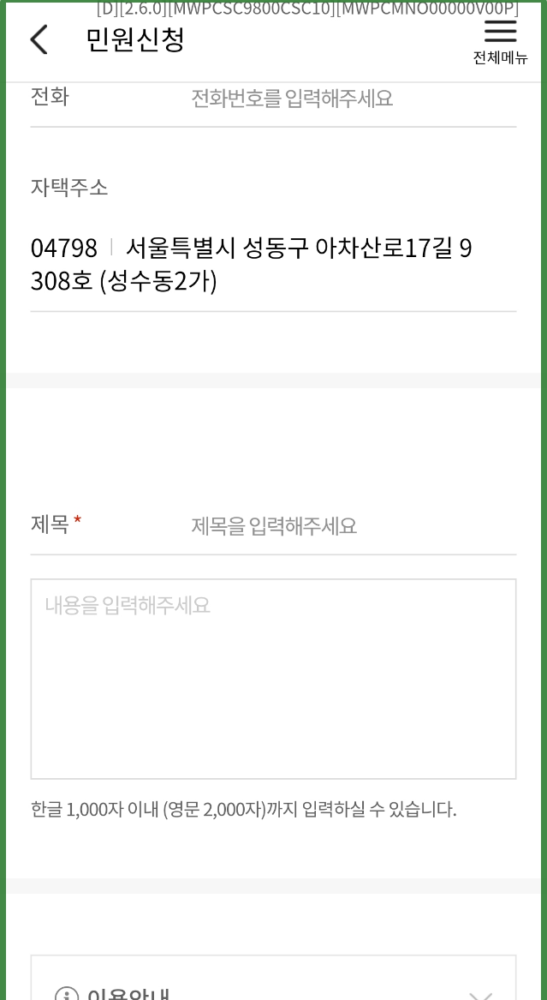 [D][2.6.0][MWPCSC9800CSC10][MWPCMNO00000V00P]
민원신청
전체메뉴
전화 전화번호를 입력해주세요
자택주소
04798 서울특별시 성동구 아차산로17길 9
308호 (성수동2가)
제목 * 제목을 입력해주세요
내용을 입력해주세요
한글 1,000자 이내 (영문 2,000자)까지 입력하실 수 있습니다.
이용안내